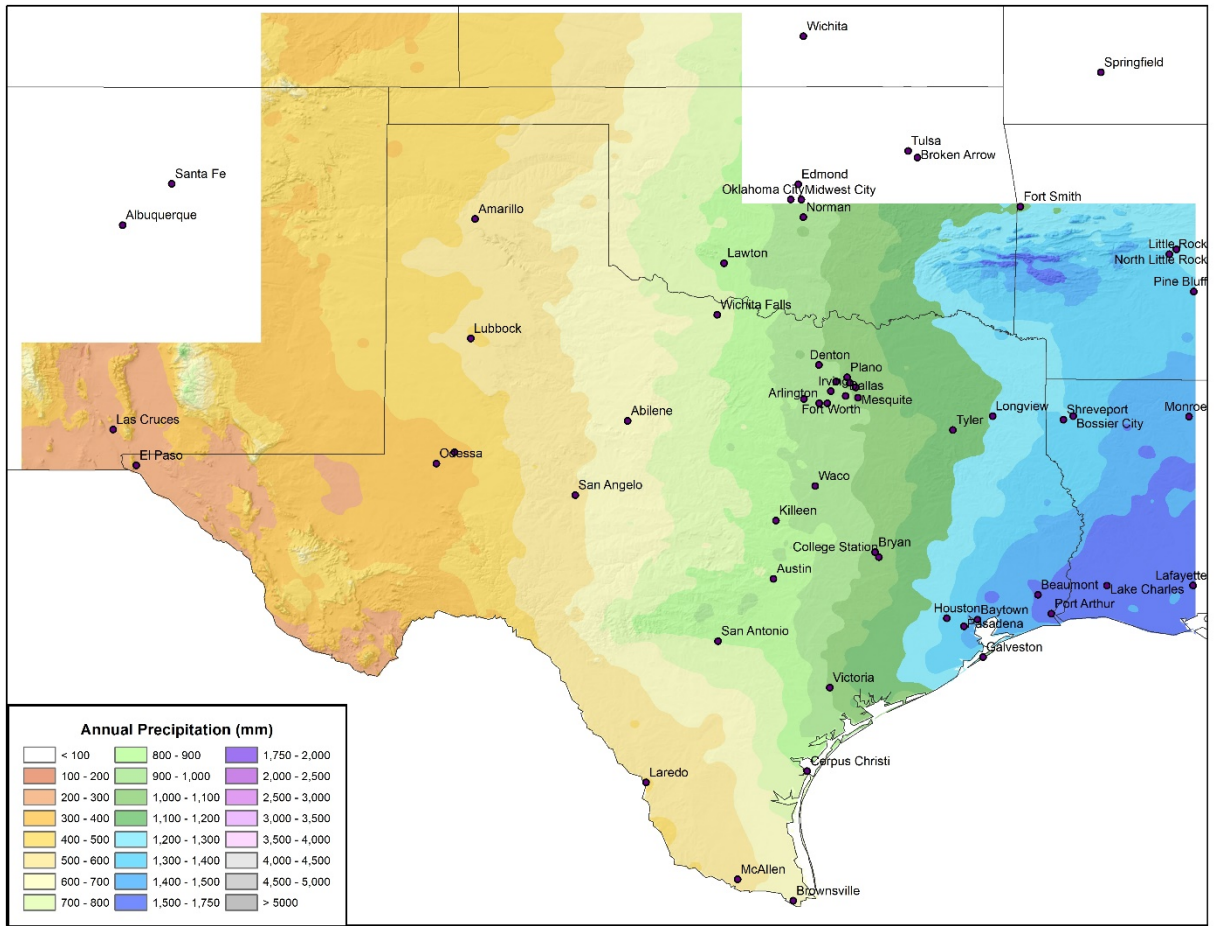 Wichita
Springfield
Tulsa
Broken Arrow
Santa Fe
Edmond
Oklahoma City Midwest City
Fort Smith
Albuquerque
Amarillo
Norman
Little Rock
North Little Rock
Lawton
Pine Bluff
Wichita Falls
Lubbock
Denton
Plano
Irving
Dallas
Arlington
Mesquite
Fort Worth
Abilene
Tyler
Longview
Shreveport
Bossier City
Monroe
Las Cruces
El Paso
Odessa
Waco
San Angelo
Killeen
College Station
Bryan
Austin
Beaumont
Lake Charles
Lafayette
Houston
Baytown
Port Arthur
Pasadena
San Antonio
Galveston
Victoria
Corpus Christi
Laredo
McAllen
Brownsville
Annual Precipitation (mm)
< 100
100 - 200
200 - 300
300 - 400
400 - 500
500 - 600
600 - 700
700 - 800
800 - 900
900 - 1,000
1,000 - 1,100
1,100 - 1,200
1,200 - 1,300
1,300 - 1,400
1,400 - 1,500
1,500 - 1,750
1,750 - 2,000
2,000 - 2,500
2,500 - 3,000
3,000 - 3,500
3,500 - 4,000
4,000 - 4,500
4,500 - 5,000
> 5000